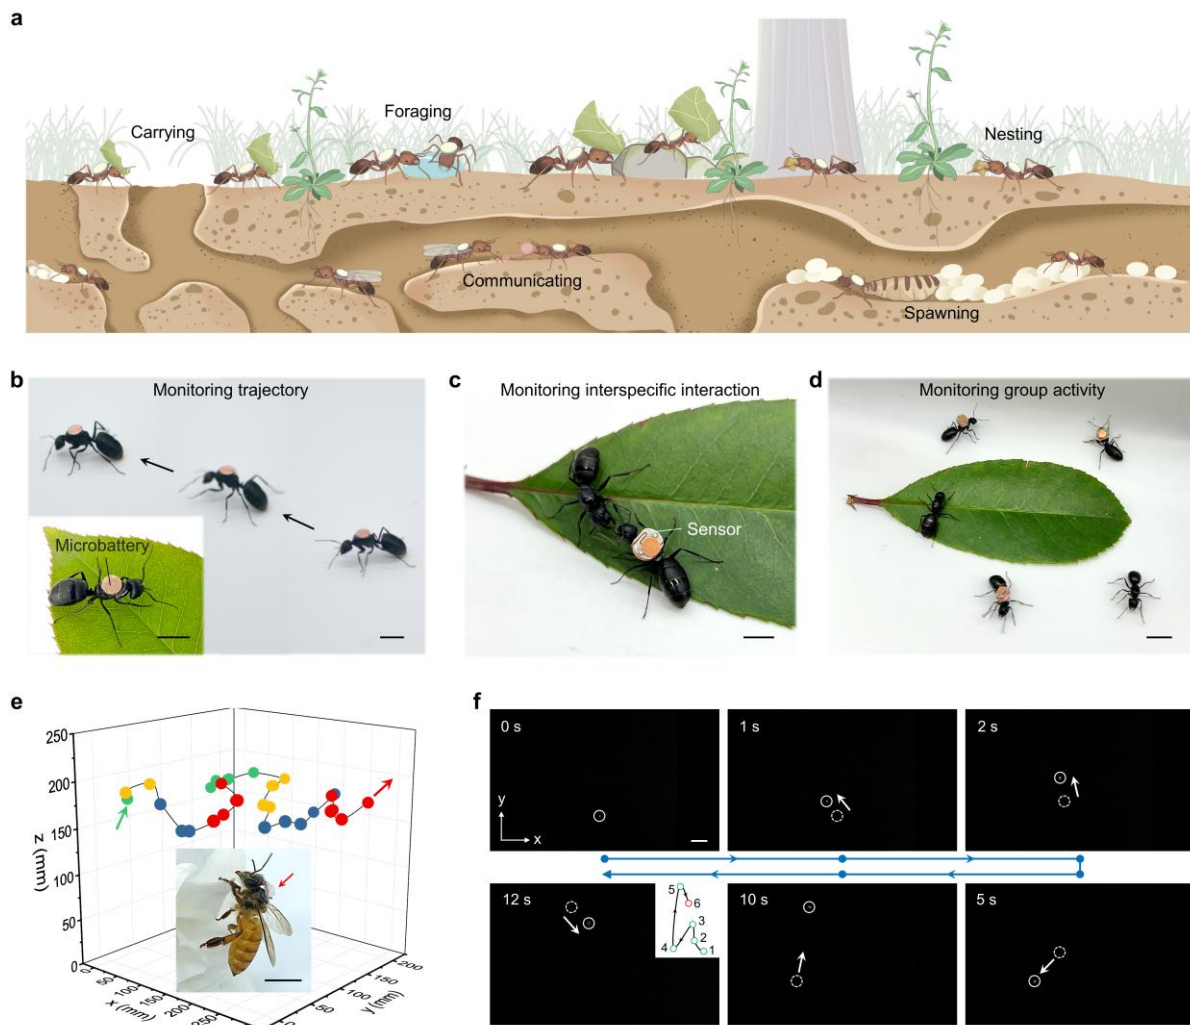 a
Carrying
Foraging
Nesting
Communicating
Spawning
b
Monitoring trajectory
Microbattery
c
Monitoring interspecific interaction
Sensor
d
Monitoring group activity
e
250
200
150
100
50
0
z (mm)
0
50
100
150
200
250
x (mm)
0
50
100
150
200
y (mm)
f
0 s
y
x
1 s
2 s
12 s
5
6
3
4
2
1
10 s
5 s